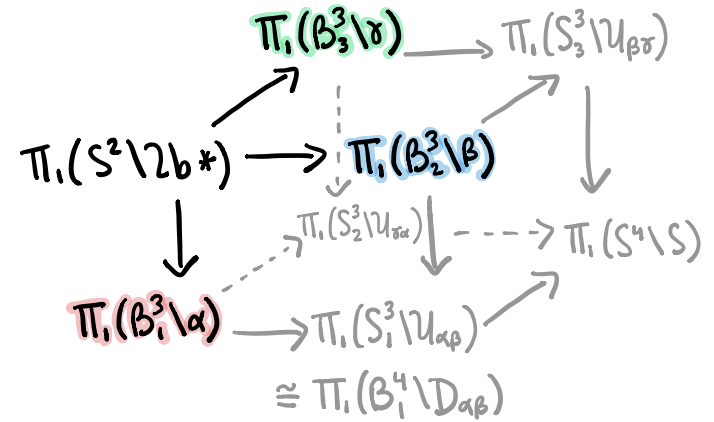 π₁(B³₃\γ) π₁(S³₃\U_βγ)
π₁(S²\2b*) π₁(B³₂\β)
π₁(S³₂\U_γα) π₁(S⁴\S)
π₁(B³₁\α) π₁(S³₁\U_αβ)
≅ π₁(B⁴₁\D_αβ)